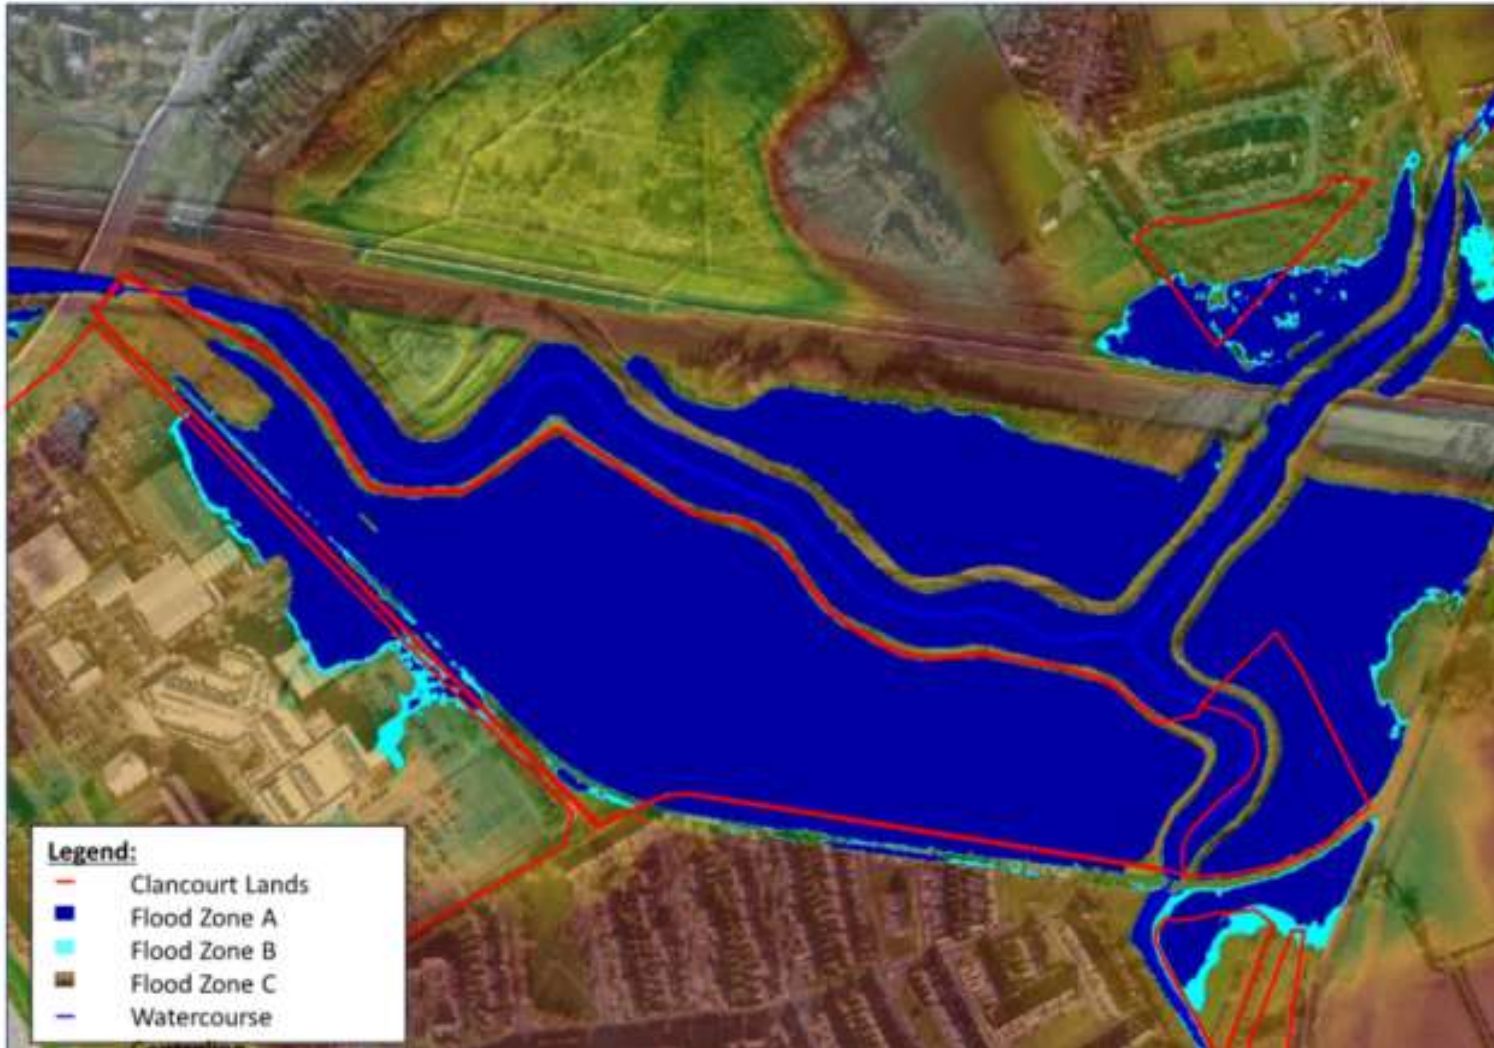 Legend:
Clancourt Lands
Flood Zone A
Flood Zone B
Flood Zone C
Watercourse